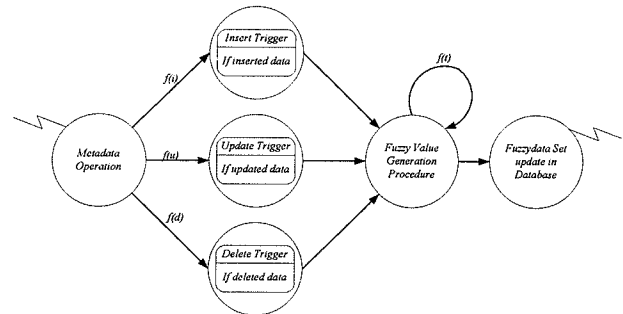 Insert Trigger
If inserted data
f(i)
f(t)
Metadata
Operation
f(u)
Update Trigger
If updated data
Fuzzy Value
Generation
Procedure
Fuzzydata Set
update in
Database
f(d)
Delete Trigger
If deleted data